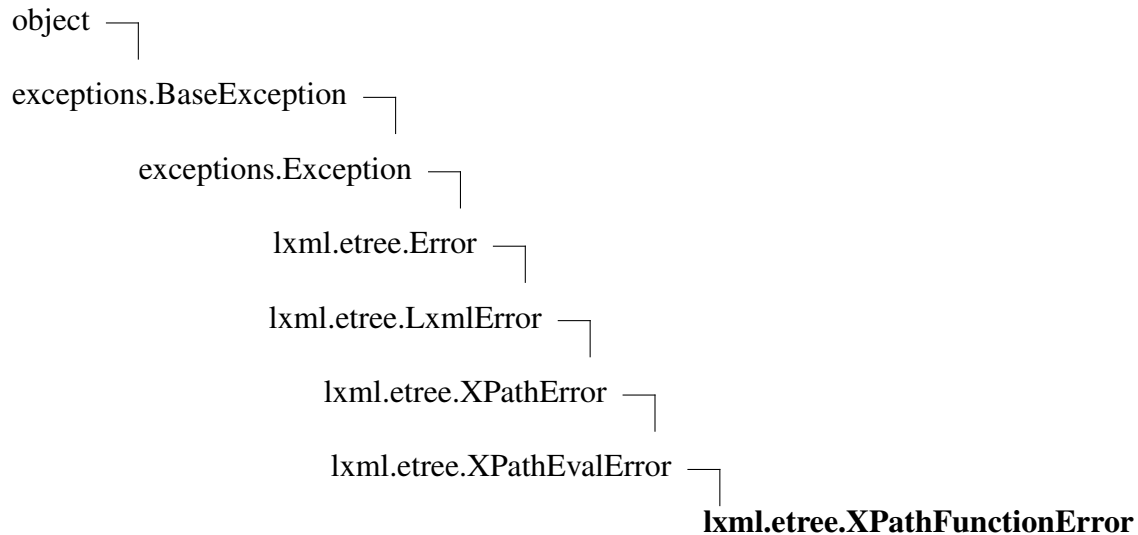 object
exceptions.BaseException
exceptions.Exception
lxml.etree.Error
lxml.etree.LxmlError
lxml.etree.XPathError
lxml.etree.XPathEvalError
lxml.etree.XPathFunctionError